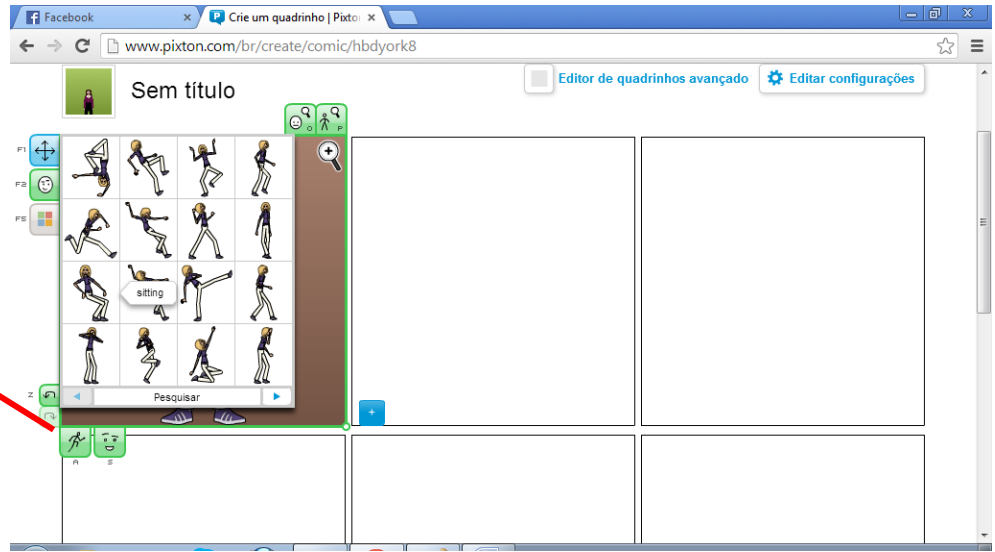 Facebook
Crie um quadrinho | Pixto
www.pixton.com/br/create/comic/hbdyork8
Sem título
Editor de quadrinhos avançado
Editar configurações
O
P
F1
F2
FS
sitting
Z
Pesquisar
+
A
S